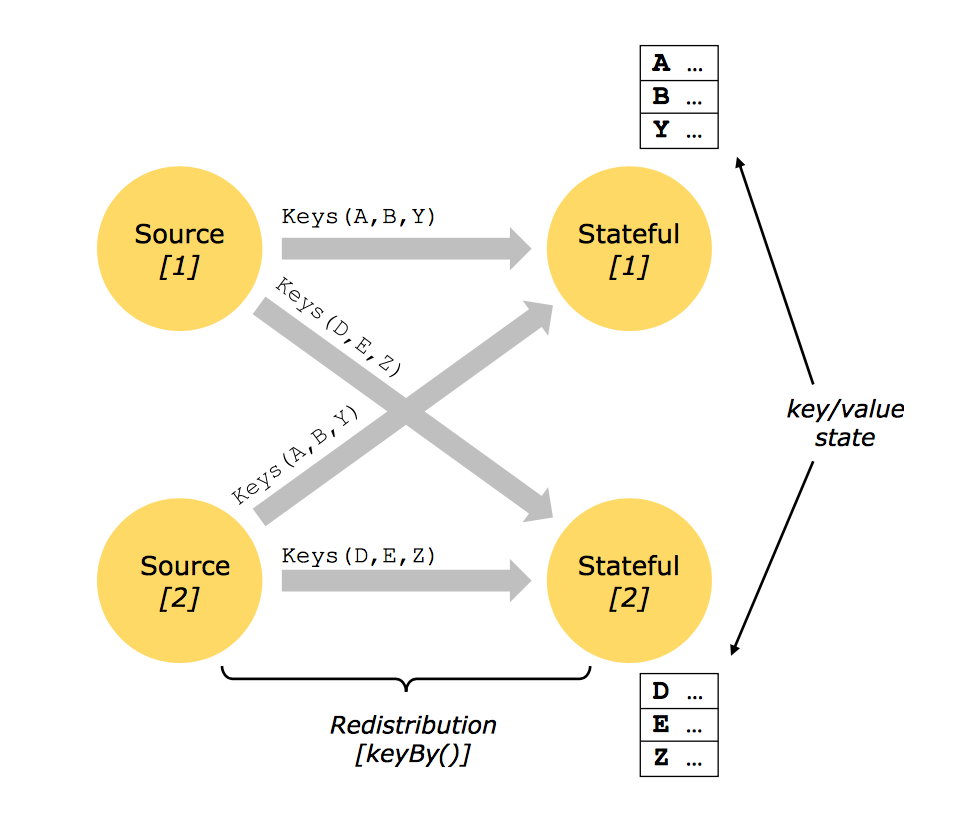 A ...
B ...
Y ...
Keys(A,B,Y)
Source
[1]
Stateful
[1]
Keys(D,E,Z)
key/value
state
Keys(A,B,Y)
Source
[2]
Keys(D,E,Z)
Stateful
[2]
Redistribution
[keyBy()]
D ...
E ...
Z ...